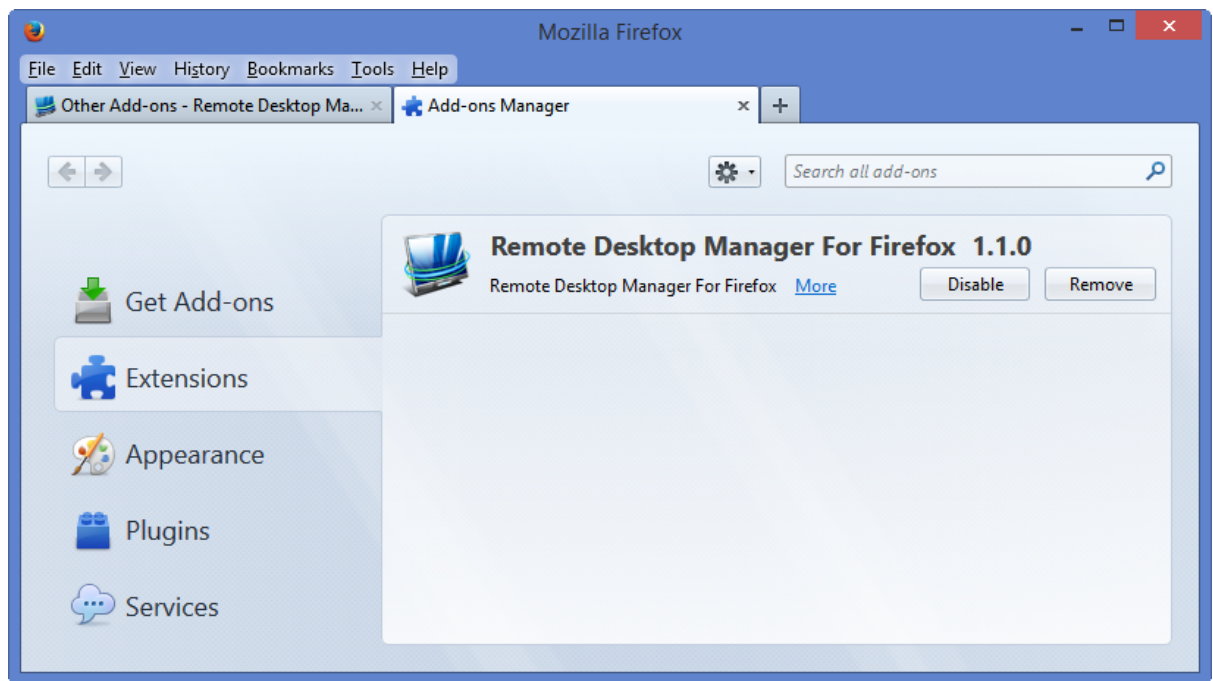 Mozilla Firefox
File Edit View History Bookmarks Tools Help
Other Add-ons - Remote Desktop Ma... Add-ons Manager
Search all add-ons
Remote Desktop Manager For Firefox 1.1.0
Remote Desktop Manager For Firefox More Disable Remove
Get Add-ons
Extensions
Appearance
Plugins
Services